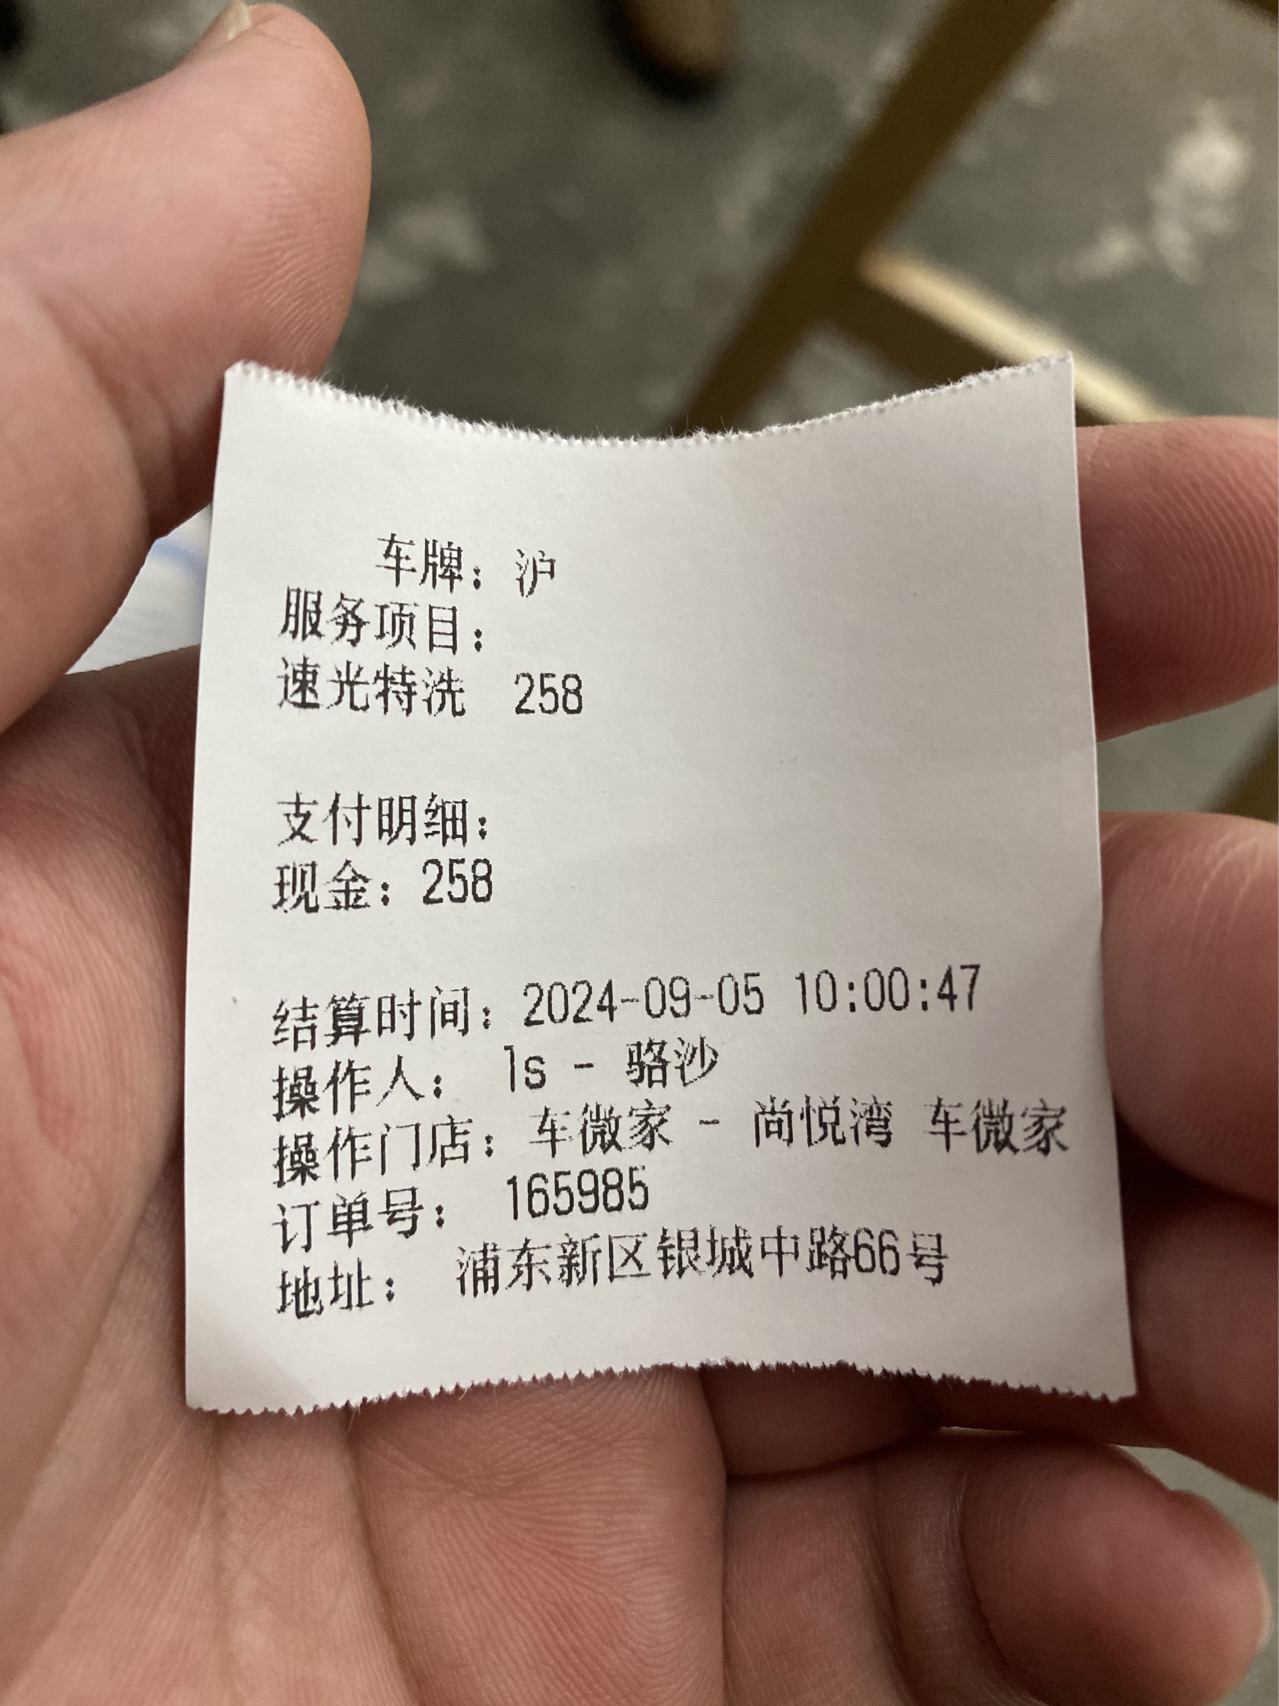 车牌：沪
服务项目：
速光特洗 258
支付明细：
现金：258
结算时间：2024-09-05 10:00:47
操作人： ls - 骆沙
操作门店：车微家 - 尚悦湾 车微家
订单号： 165985
地址： 浦东新区银城中路66号